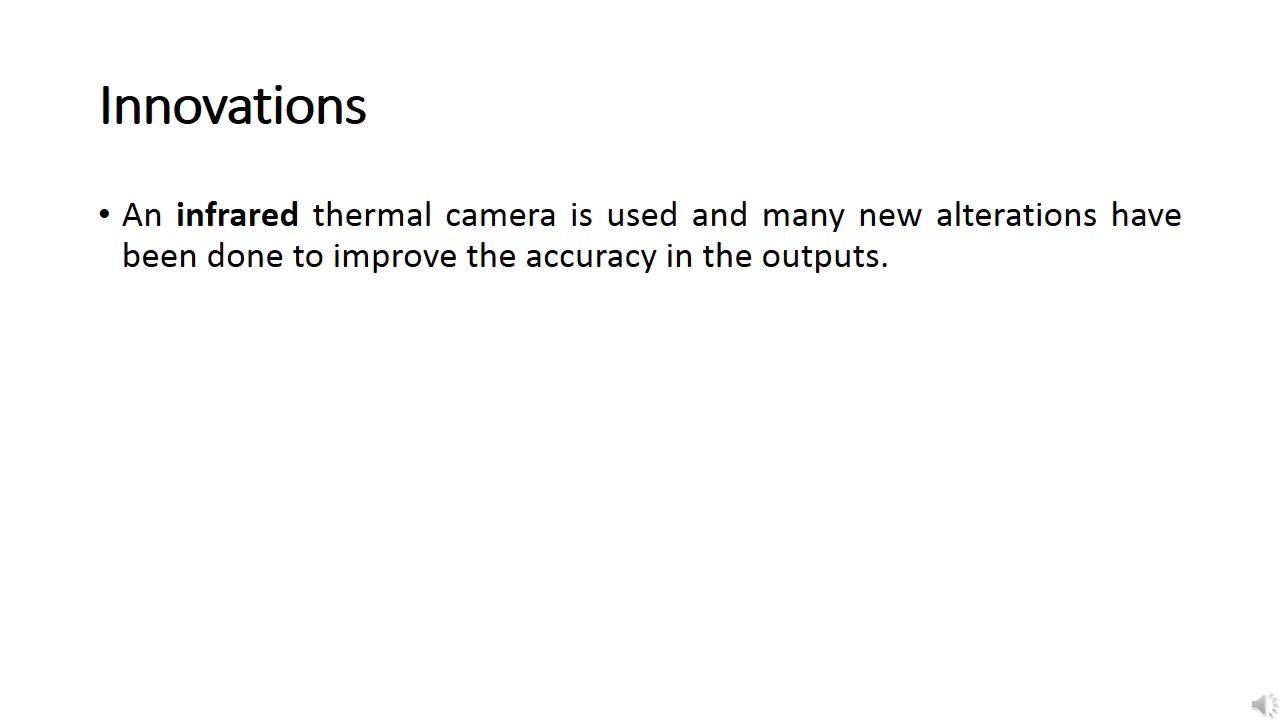 Innovations
• An infrared thermal camera is used and many new alterations have
been done to improve the accuracy in the outputs.